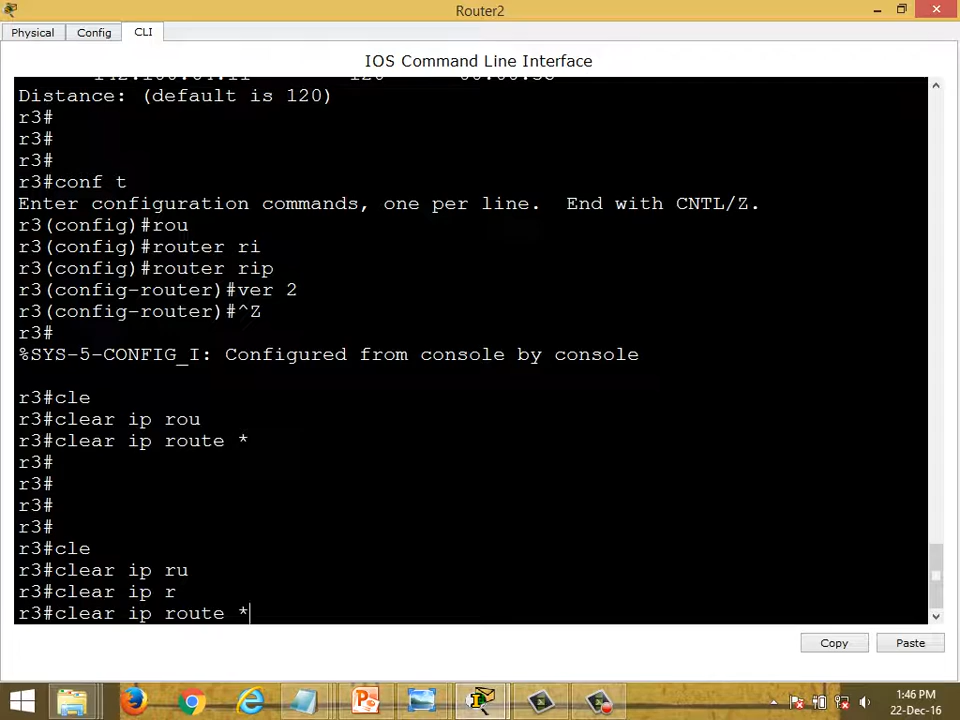 Router2
Physical
Config
CLI
IOS Command Line Interface
Distance: (default is 120)
r3#
r3#
r3#
r3#conf t
Enter configuration commands, one per line.  End with CNTL/Z.
r3(config)#rou
r3(config)#router ri
r3(config)#router rip
r3(config-router)#ver 2
r3(config-router)#^Z
r3#
%SYS-5-CONFIG_I: Configured from console by console
r3#cle
r3#clear ip rou
r3#clear ip route *
r3#
r3#
r3#
r3#
r3#cle
r3#clear ip ru
r3#clear ip r
r3#clear ip route *
Copy
Paste
1:46 PM
22-Dec-16